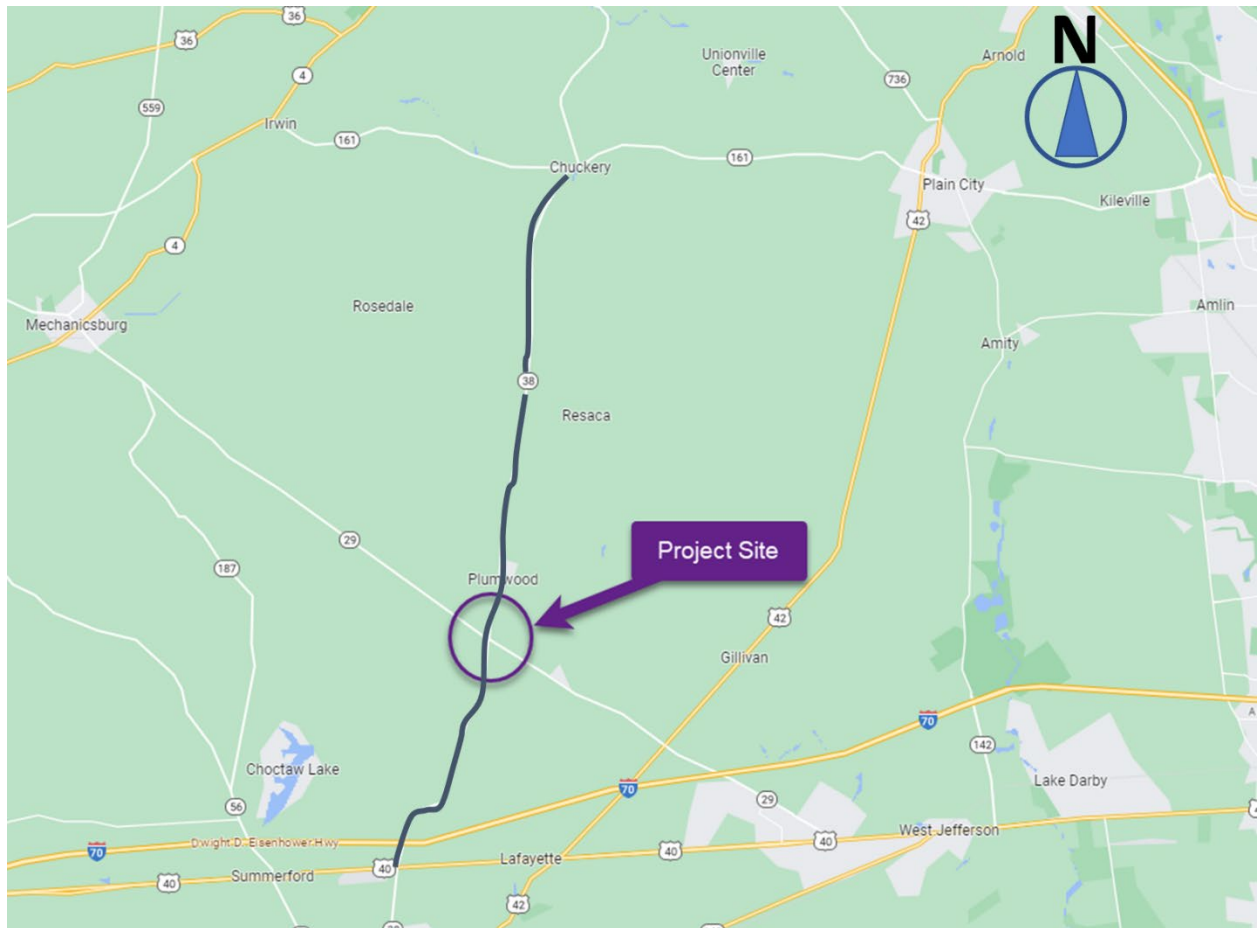 36
36
Unionville
Center
Arnold
N
736
4
559
Irwin
161
Chuckery
161
Plain City
Kileville
42
4
Rosedale
Amlin
Mechanicsburg
Amity
38
Resaca
29
Project Site
187
Plumwood
42
Gillivan
70
142
Choctaw Lake
Lake Darby
70
56
29
Dwight D. Eisenhower Hwy
70
40
West Jefferson
40
40
Lafayette
40
Summerford
40
42